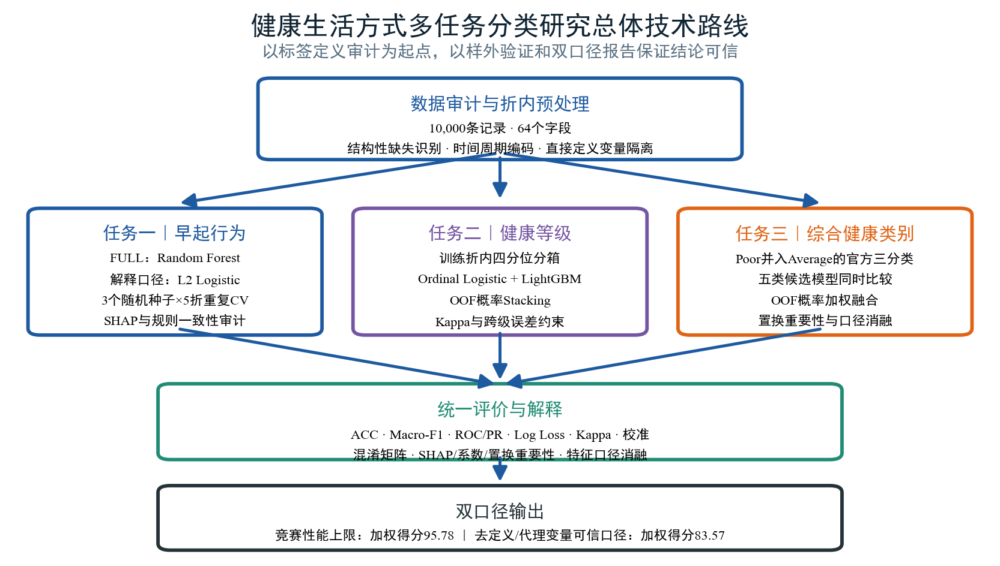 健康生活方式多任务分类研究总体技术路线
以标签定义审计为起点，以样外验证和双口径报告保证结论可信
数据审计与折内预处理
10,000条记录 · 64个字段
结构性缺失识别 · 时间周期编码 · 直接定义变量隔离
任务一｜早起行为
FULL：Random Forest
解释口径：L2 Logistic
3个随机种子×5折重复CV
SHAP与规则一致性审计
任务二｜健康等级
训练折内四分位分箱
Ordinal Logistic + LightGBM
OOF概率Stacking
Kappa与跨级误差约束
任务三｜综合健康类别
Poor并入Average的官方三分类
五类候选模型同时比较
OOF概率加权融合
置换重要性与口径消融
统一评价与解释
ACC · Macro-F1 · ROC/PR · Log Loss · Kappa · 校准
混淆矩阵 · SHAP/系数/置换重要性 · 特征口径消融
双口径输出
竞赛性能上限：加权得分95.78 ｜ 去定义/代理变量可信口径：加权得分83.57